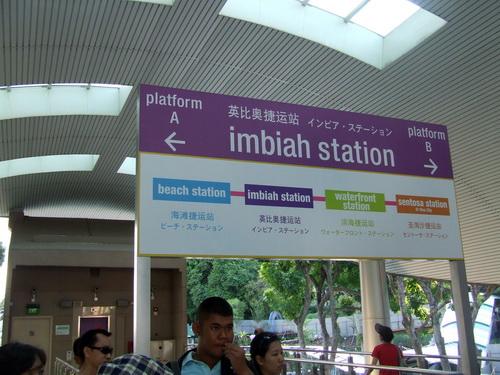 platform
A
英比奥捷运站 インビア・ステーション
imbiah station
platform
B
beach station
imbiah station
waterfront
station
sentosa station
海滩捷运站
英比奥捷运站
滨海捷运站
圣淘沙捷运站
ビーチ・ステーション
インビア・ステーション
ウォーターフロント・ステーション
セントーサ・ステーション